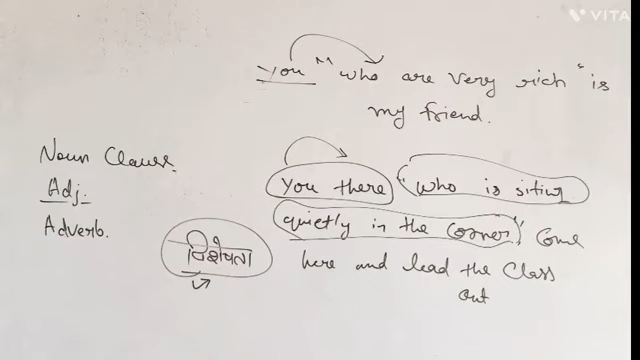 VITA
You "who are very rich" is
my friend.
Noun Clause.
Adj.
Adverb.
You there "who is siting
quietly in the corner", Come
विशेषता
here and lead the Class
out